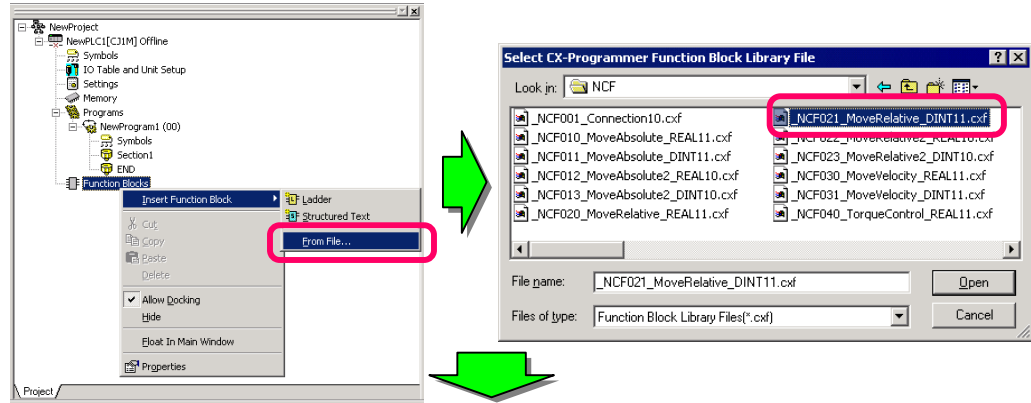 NewProject
NewPLC1[CJ1M] Offline
Symbols
IO Table and Unit Setup
Settings
Memory
Programs
NewProgram1 (00)
Symbols
Section1
END
Function Blocks
Insert Function Block
Cut
Copy
Paste
Delete
Allow Docking
Hide
Float In Main Window
Properties
Ladder
Structured Text
From File...
Project
Select CX-Programmer Function Block Library File
Look in: NCF
_NCF001_Connection10.cxf
_NCF010_MoveAbsolute_REAL11.cxf
_NCF011_MoveAbsolute_DINT11.cxf
_NCF012_MoveAbsolute2_REAL10.cxf
_NCF013_MoveAbsolute2_DINT10.cxf
_NCF020_MoveRelative_REAL11.cxf
_NCF021_MoveRelative_DINT11.cxf
_NCF022_MoveRelative2_REAL10.cxf
_NCF023_MoveRelative2_DINT10.cxf
_NCF030_MoveVelocity_REAL11.cxf
_NCF031_MoveVelocity_DINT11.cxf
_NCF040_TorqueControl_REAL11.cxf
File name: _NCF021_MoveRelative_DINT11.cxf Open
Files of type: Function Block Library Files(*.cxf) Cancel